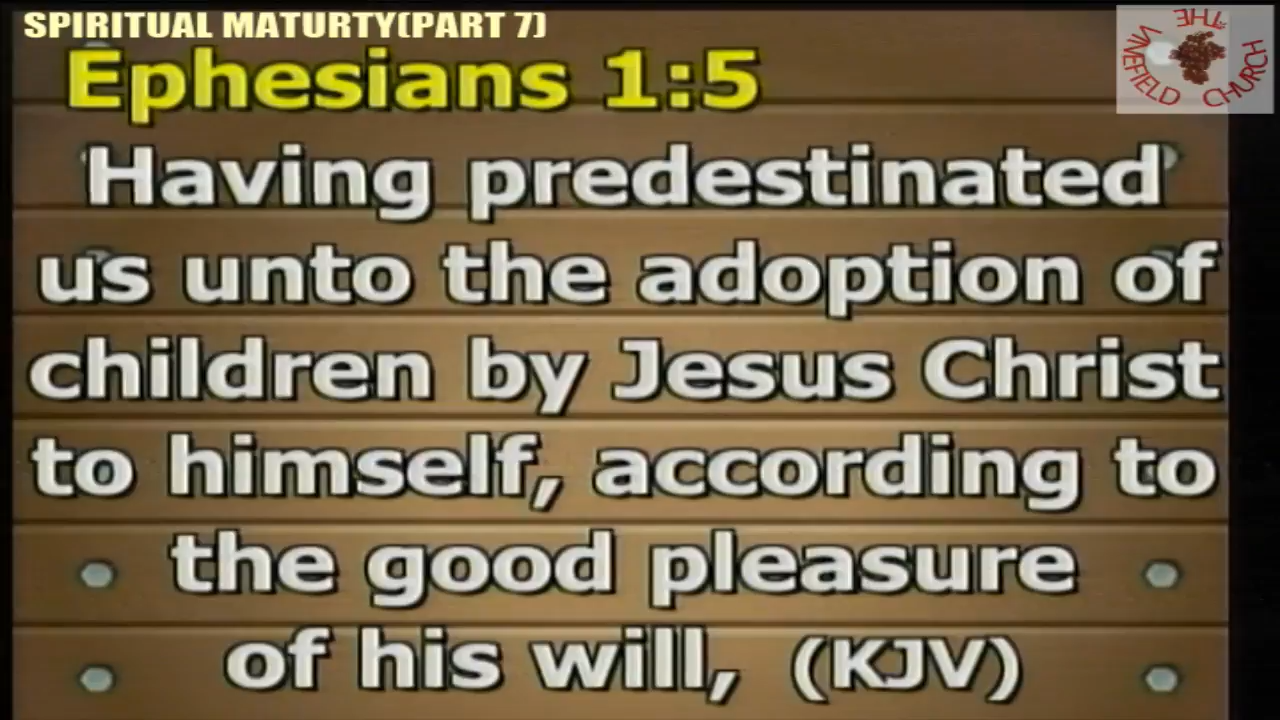 SPIRITUAL MATURTY(PART 7)
THE VINEFIELD CHURCH
Ephesians 1:5
Having predestinated
us unto the adoption of
children by Jesus Christ
to himself, according to
the good pleasure
of his will, (KJV)